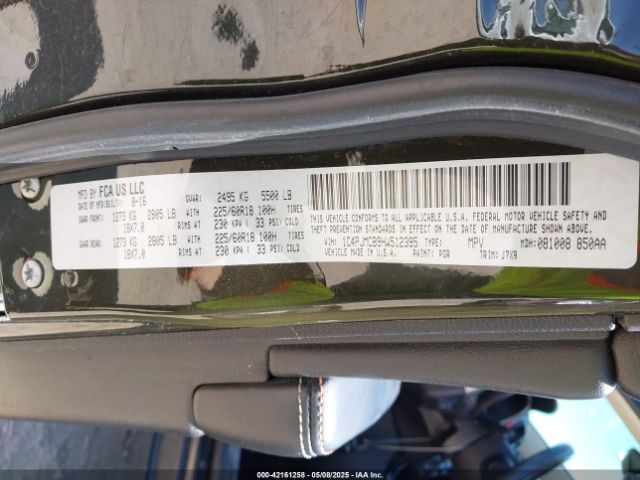 MFD BY FCA US LLC
DATE OF MFR: 8-16 GVWR: 2495 KG 5500 LB
GAWR FRONT: 1273 KG 2805 LB WITH 225/60R18 100H TIRES
18X7.0 RIMS AT 230 KPA / 33 PSI COLD
GAWR REAR: 1273 KG 2805 LB WITH 225/60R18 100H TIRES
18X7.0 RIMS AT 230 KPA / 33 PSI COLD
THIS VEHICLE CONFORMS TO ALL APPLICABLE U.S.A. FEDERAL MOTOR VEHICLE SAFETY AND
THEFT PREVENTION STANDARDS IN EFFECT ON THE DATE OF MANUFACTURE SHOWN ABOVE.
VIN: 1C4PJMCB9HW512395 MPV MDH: 081008 850AA
VEHICLE MADE IN U.S.A. PAINT: PGR TRIM: J7X9
000-42161258 - 05/08/2025 - IAA.com